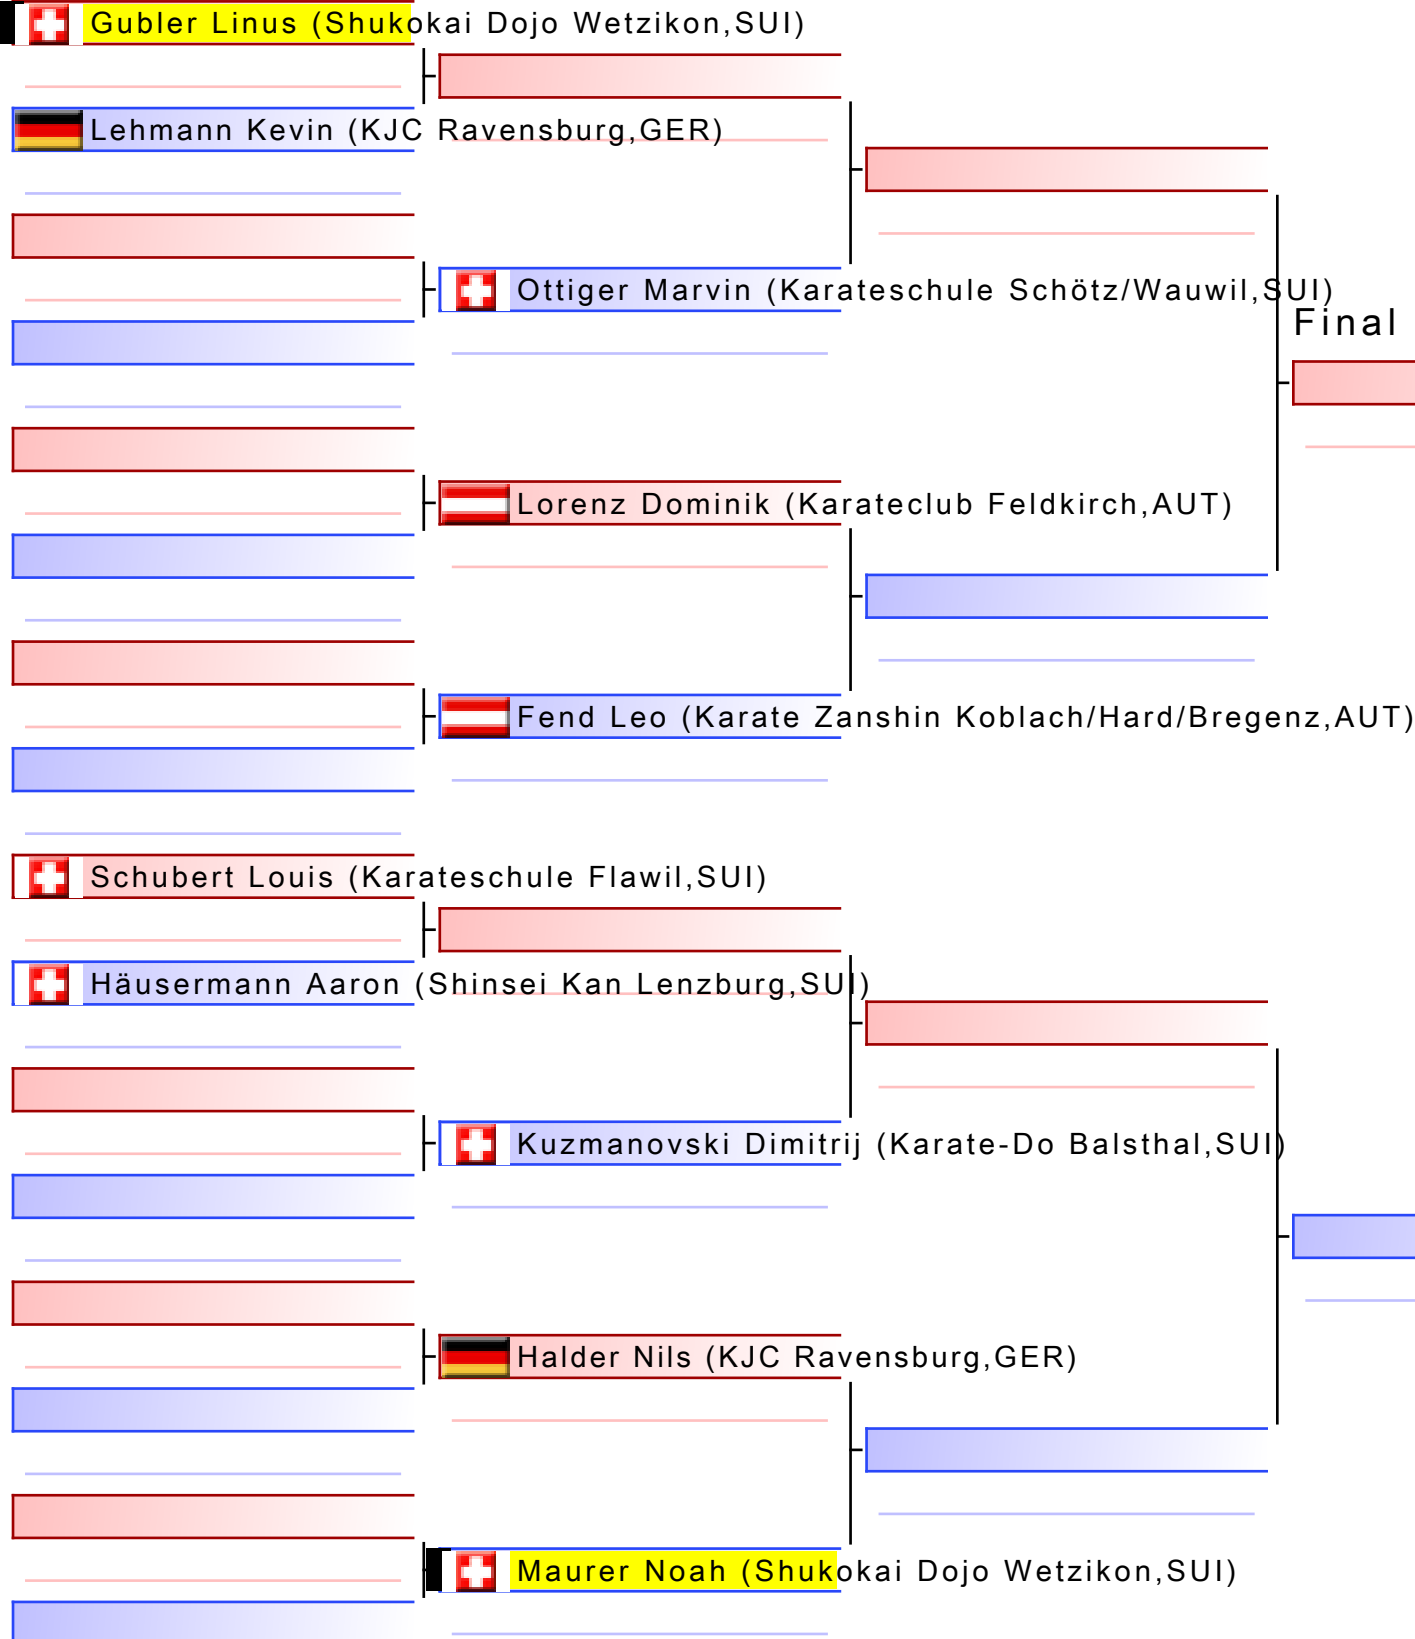 Gubler Linus (Shukokai Dojo Wetzikon,SUI)
Lehmann Kevin (KJC Ravensburg,GER)
Ottiger Marvin (Karateschule Schötz/Wauwil,SUI)
Final
Lorenz Dominik (Karateclub Feldkirch,AUT)
Fend Leo (Karate Zanshin Koblach/Hard/Bregenz,AUT)
Schubert Louis (Karateschule Flawil,SUI)
Häusermann Aaron (Shinsei Kan Lenzburg,SUI)
Kuzmanovski Dimitrij (Karate-Do Balsthal,SUI)
Halder Nils (KJC Ravensburg,GER)
Maurer Noah (Shukokai Dojo Wetzikon,SUI)